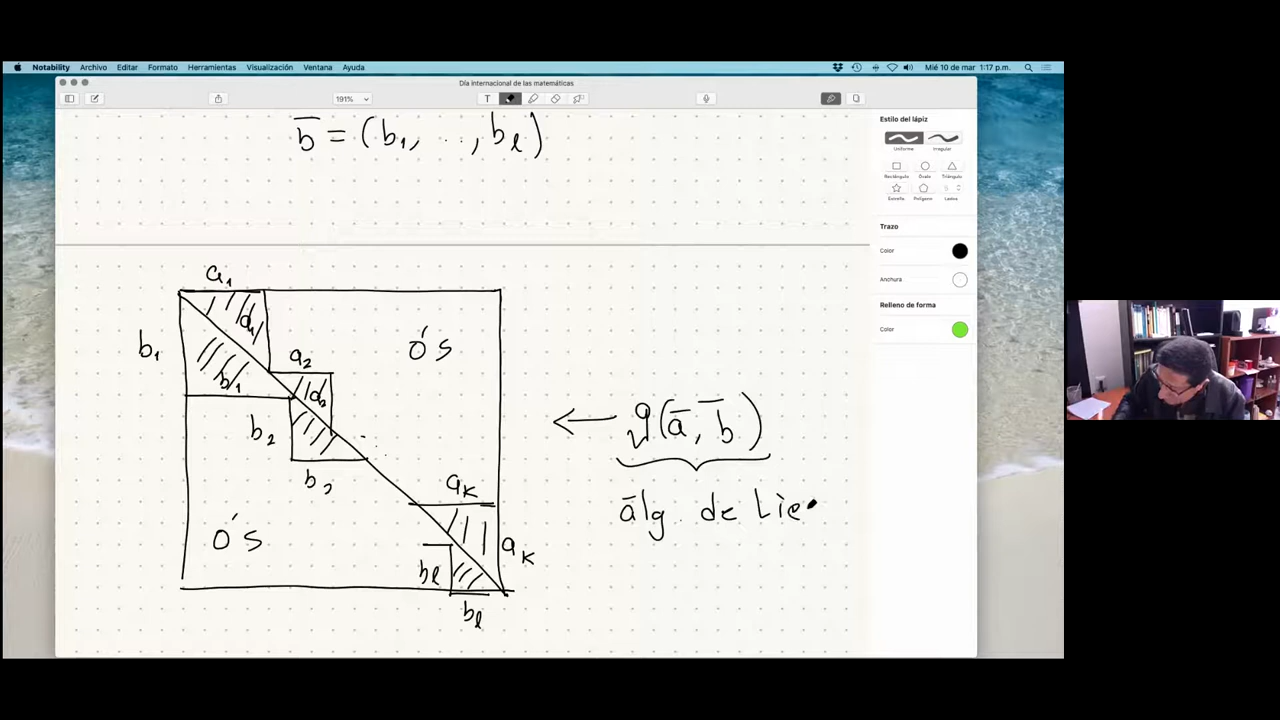 Notability Archivo Editar Formato Herramientas Visualización Ventana Ayuda
Mié 10 de mar 1:17 p.m.
Día internacional de las matemáticas
191%
T
b̅ = (b₁, ..., bₗ)
Estilo del lápiz
Uniforme Irregular
Rectángulo Óvalo Triángulo
Estrella Polígono 5 Lados
Trazo
Color
Anchura
Relleno de forma
Color
a₁
a₁
b₁
b₁
0's
a₂
a₂
b₂
b₂
g(a̅, b̅)
aₖ
álg. de Lie
0's
aₖ
bₗ
bₗ